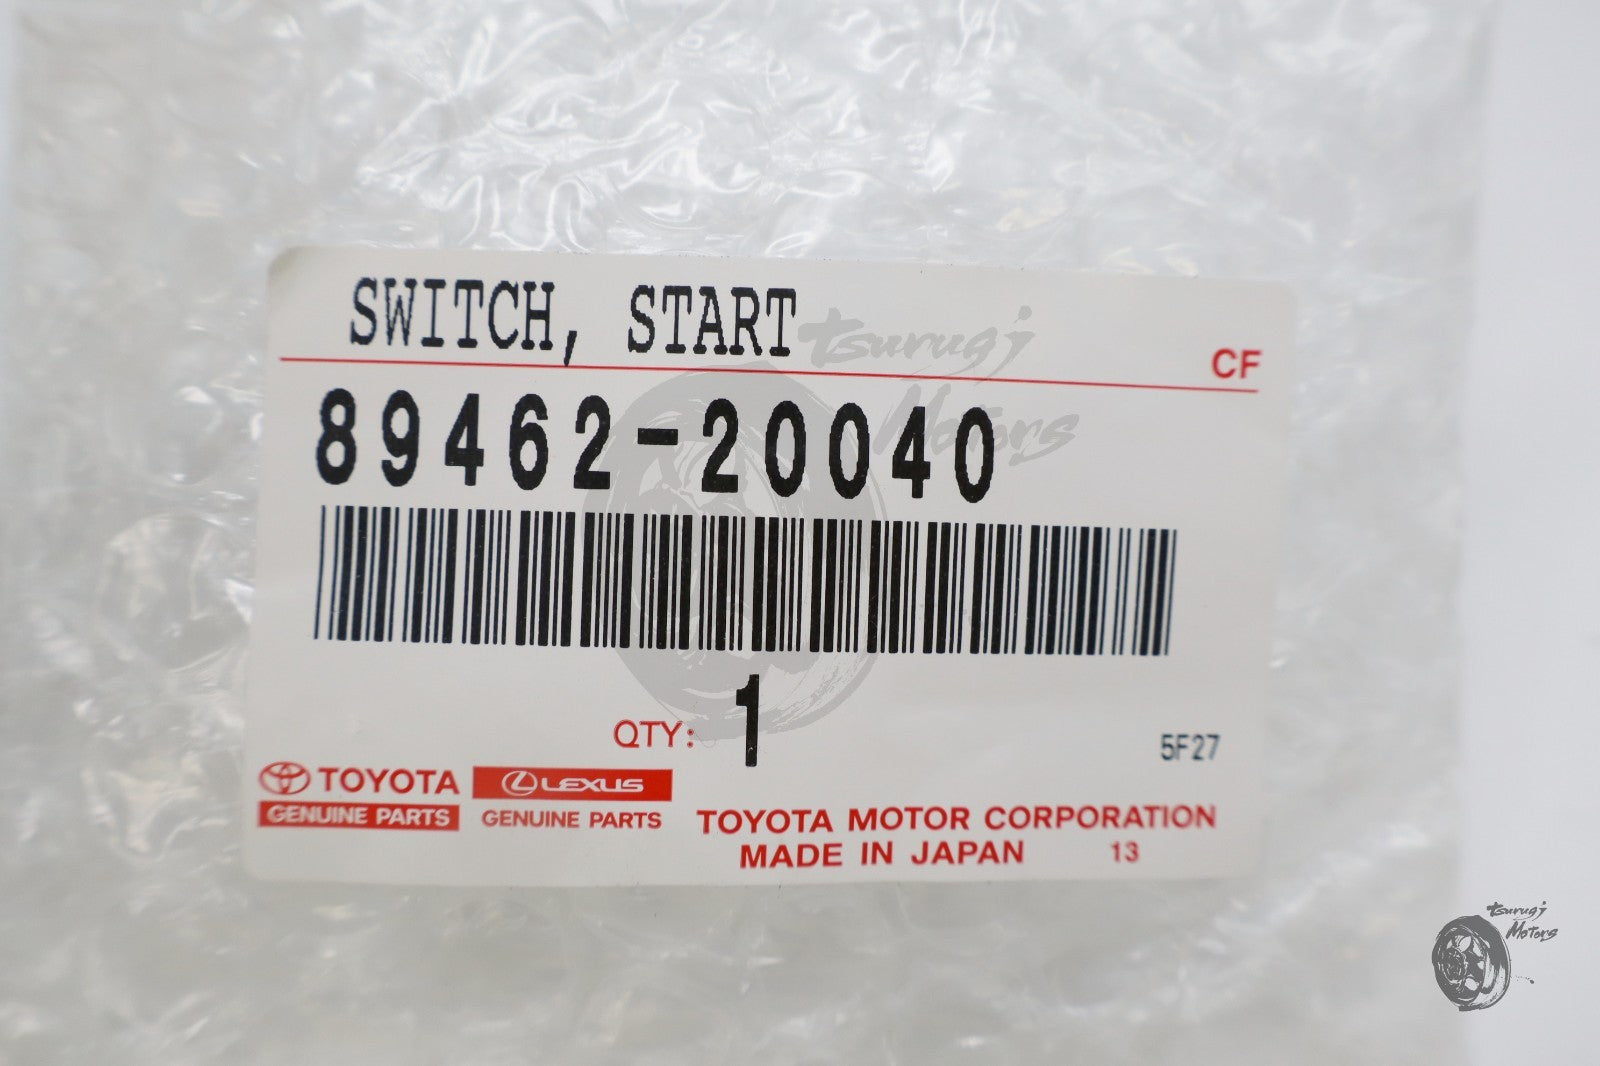 SWITCH, START
CF
89462-20040
QTY: 1
5F27
TOYOTA
GENUINE PARTS
LEXUS
GENUINE PARTS
TOYOTA MOTOR CORPORATION
MADE IN JAPAN 13
tsurugi
Motors
tsurugi
Motors